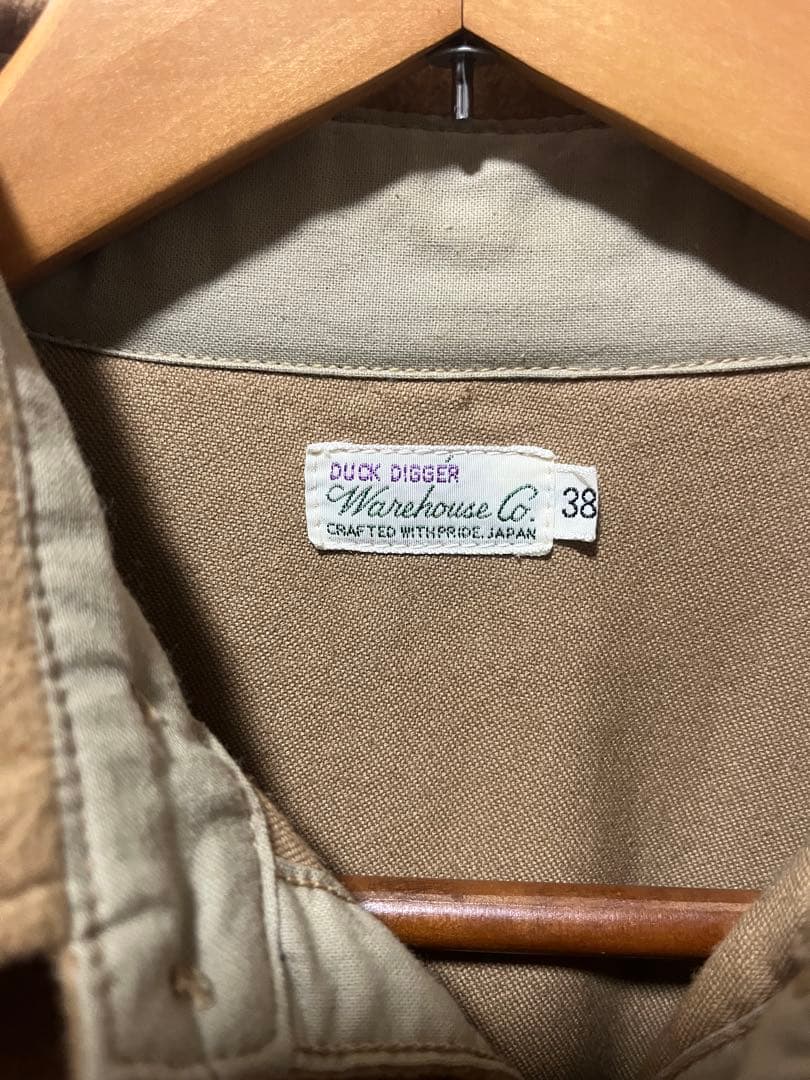 DUCK DIGGER
Warehouse Co.
38
CRAFTED WITH PRIDE. JAPAN